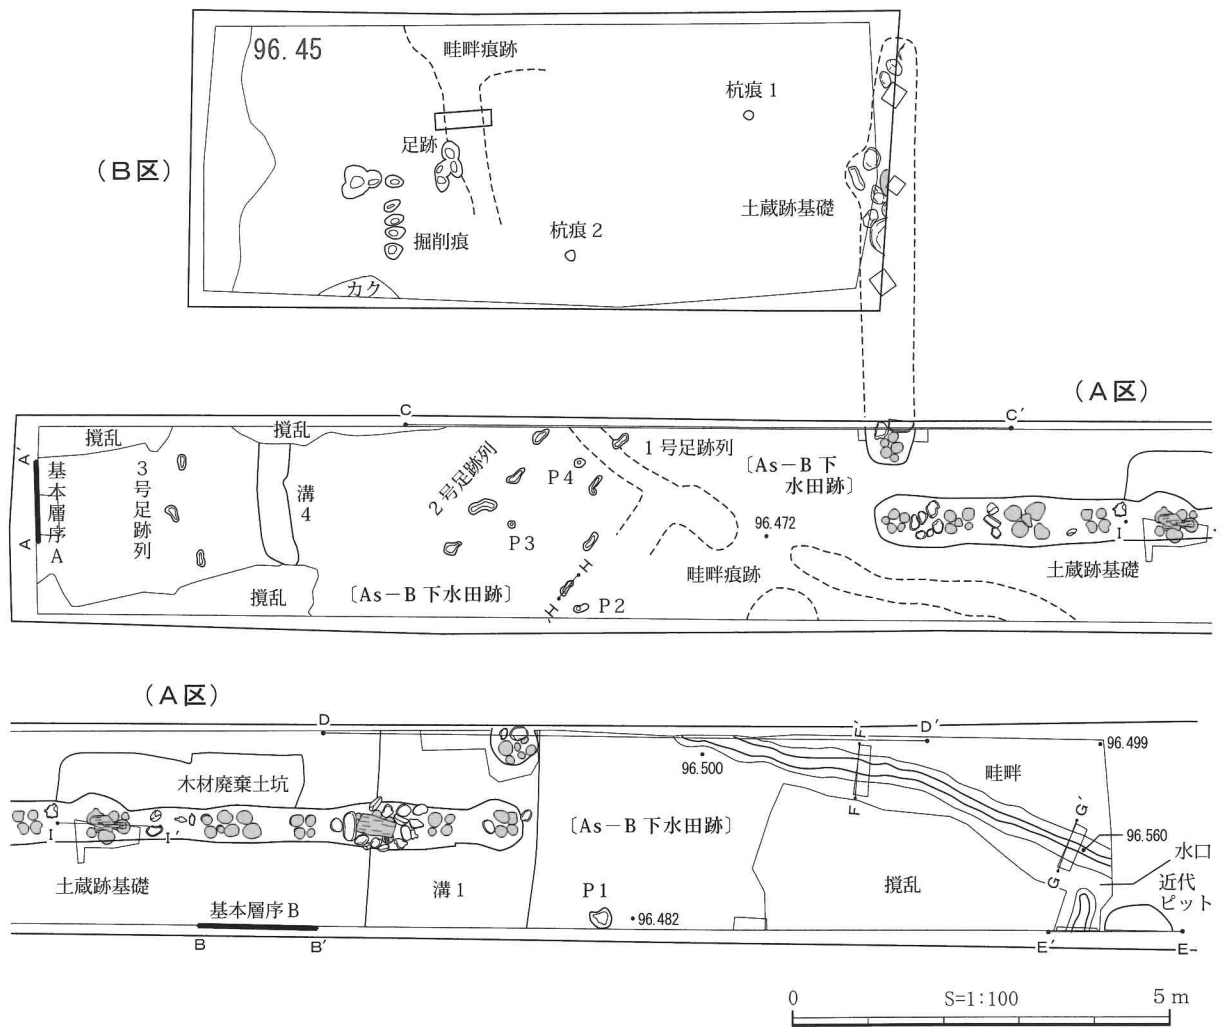 96.45
畦畔痕跡
杭痕 1
足跡
(B区)
土蔵跡基礎
杭痕 2
掘削痕
カク
(A区)
C
C′
撹乱
撹乱
1号足跡列
A′
基本層序A
A
3号足跡列
溝4
2号足跡列
P4
〔As−B下
水田跡〕
96.472
P3
I
H
畦畔痕跡
土蔵跡基礎
撹乱
〔As−B下水田跡〕
H
P2
(A区)
D
F′
D′
96.499
96.500
畦畔
木材廃棄土坑
F
G′
〔As−B下水田跡〕
96.560
I
I′
水口
土蔵跡基礎
溝1
撹乱
G
近代
ピット
P1
基本層序B
96.482
B
B′
E′
E
0
S=1:100
5 m